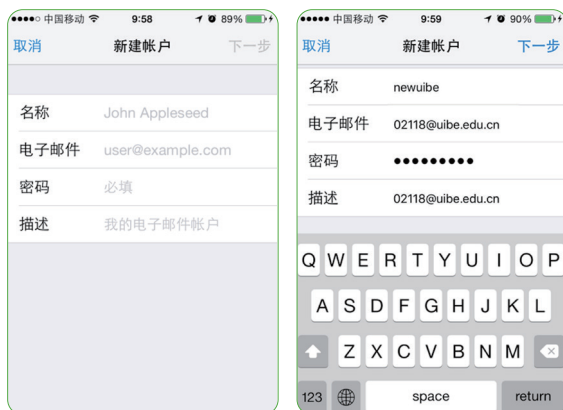 中国移动 9:58 89%
取消 新建帐户 下一步
名称 John Appleseed
电子邮件 user@example.com
密码 必填
描述 我的电子邮件帐户
中国移动 9:59 90%
取消 新建帐户 下一步
名称 newuibe
电子邮件 02118@uibe.edu.cn
密码 ●●●●●●●●●
描述 02118@uibe.edu.cn
Q W E R T Y U I O P
A S D F G H J K L
Z X C V B N M
123 space return